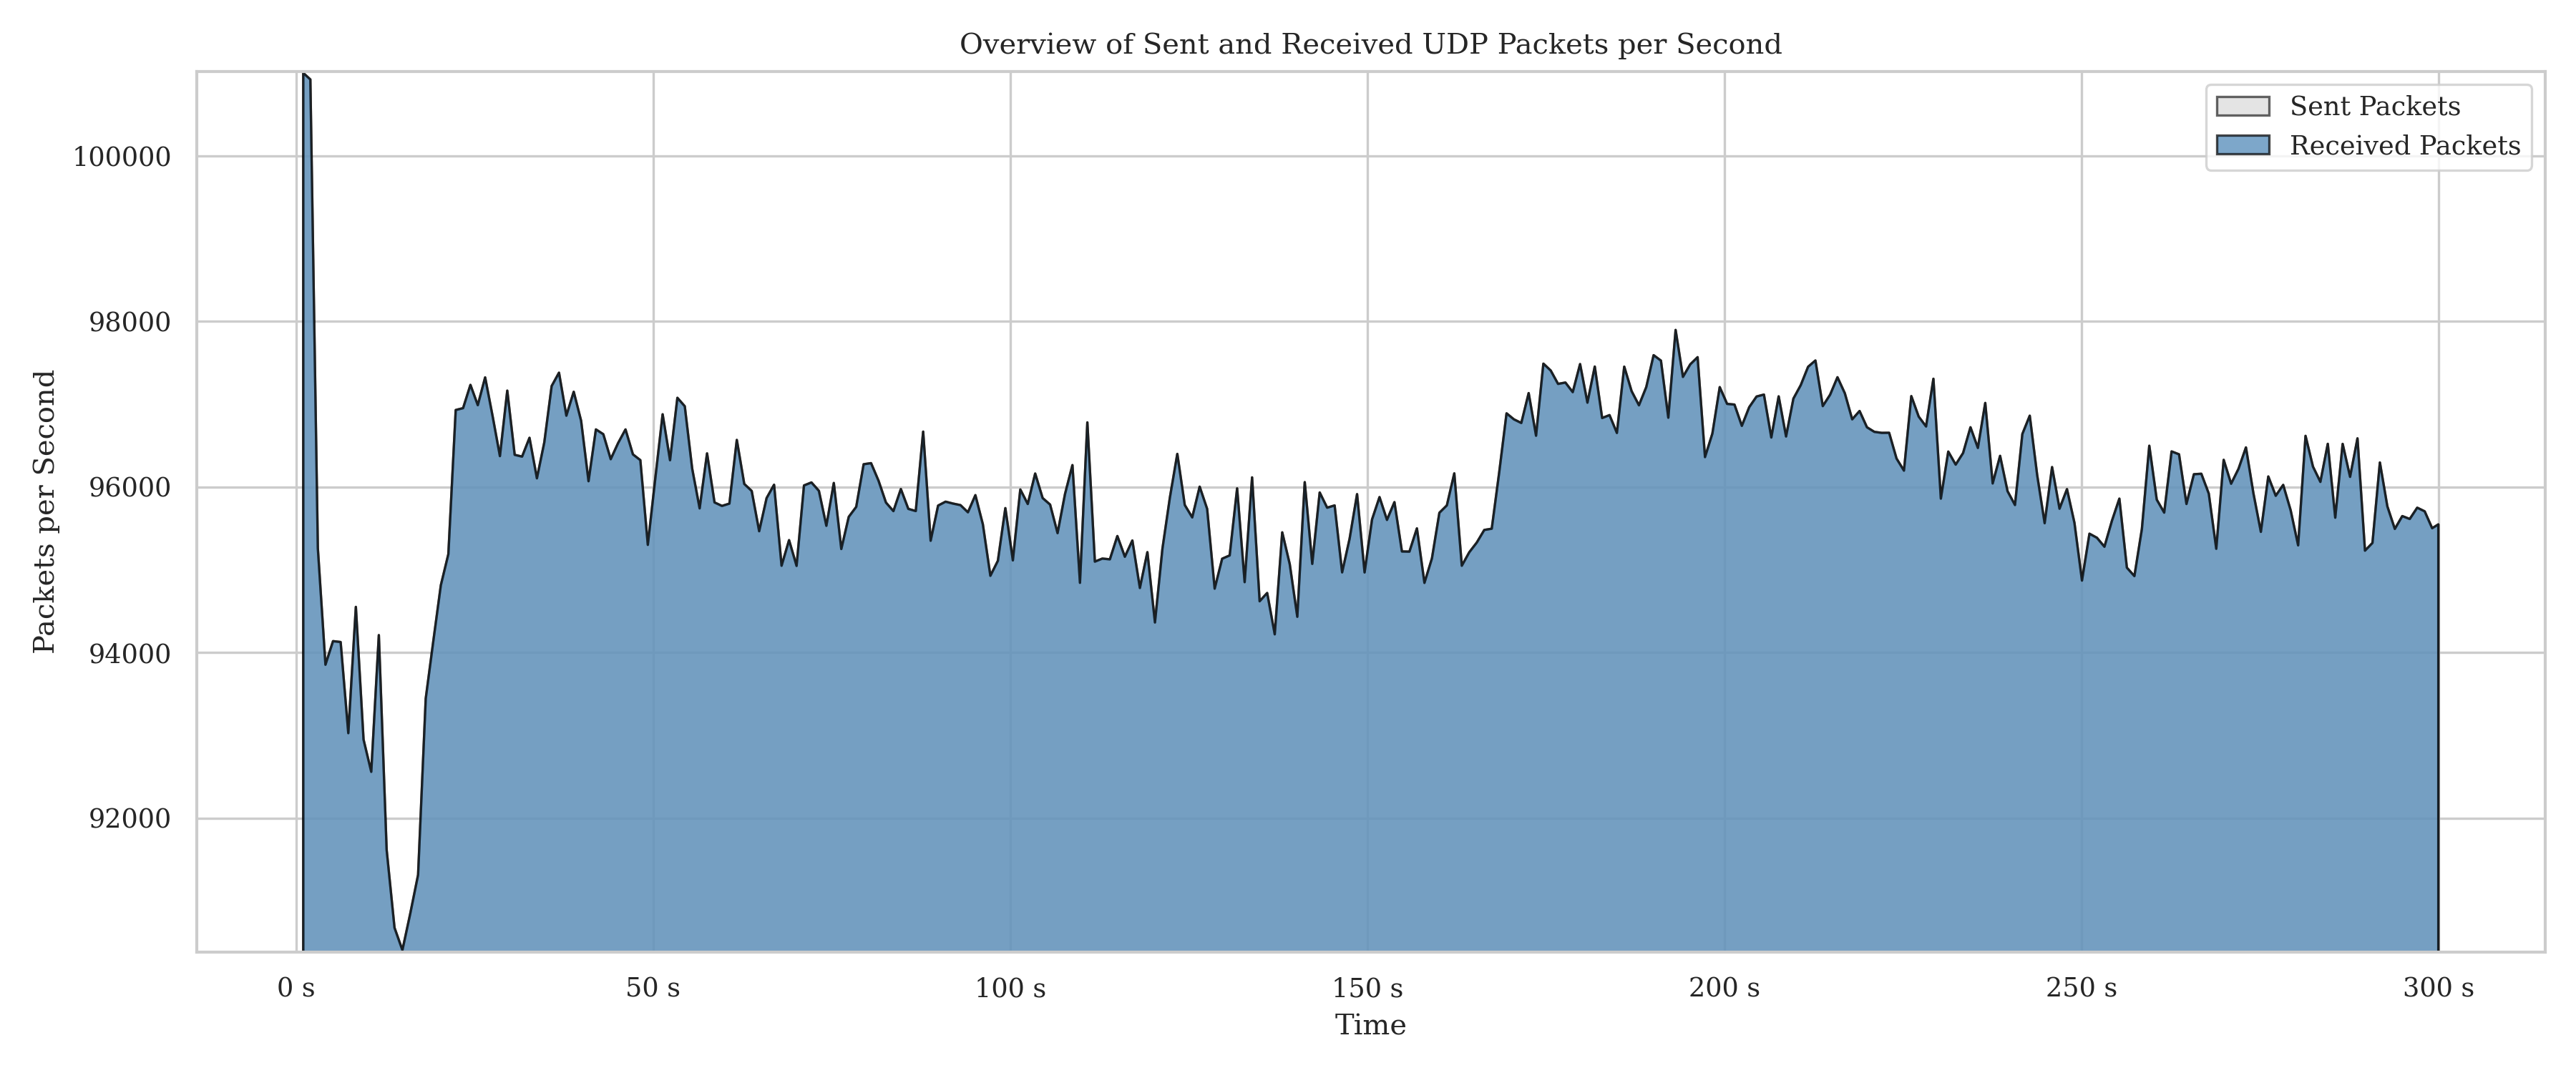 Overview of Sent and Received UDP Packets per Second
Sent Packets
Received Packets
Packets per Second
100000
98000
96000
94000
92000
0 s
50 s
100 s
150 s
200 s
250 s
300 s
Time